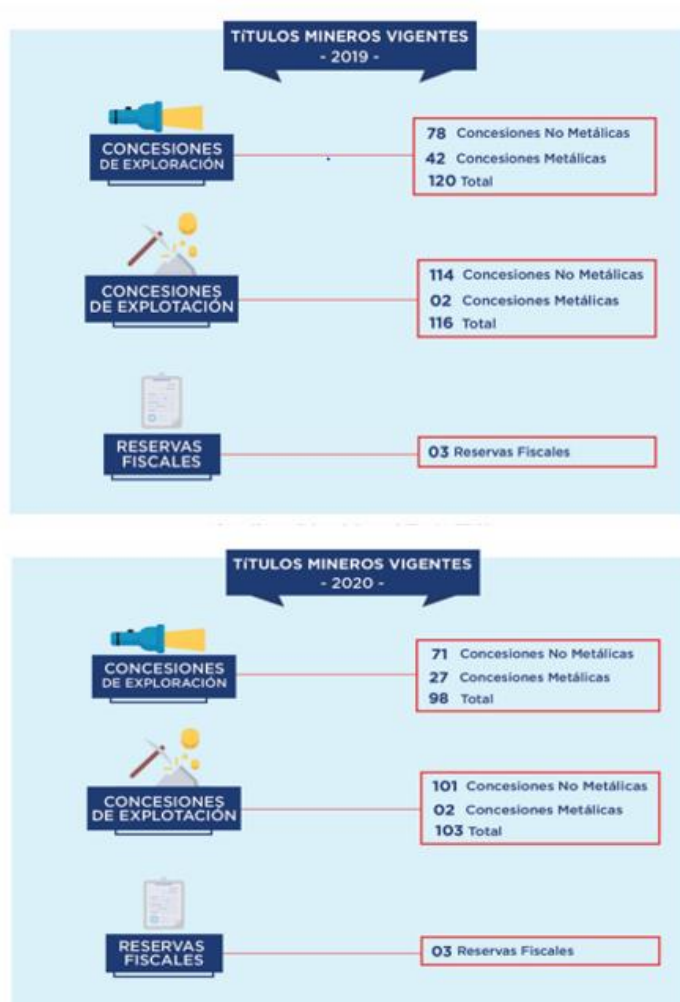 TíTULOS MINEROS VIGENTES
- 2019 -
CONCESIONES
DE EXPLORACIÓN
78 Concesiones No Metálicas
42 Concesiones Metálicas
120 Total
CONCESIONES
DE EXPLOTACIÓN
114 Concesiones No Metálicas
02 Concesiones Metálicas
116 Total
RESERVAS
FISCALES
03 Reservas Fiscales
TíTULOS MINEROS VIGENTES
- 2020 -
CONCESIONES
DE EXPLORACIÓN
71 Concesiones No Metálicas
27 Concesiones Metálicas
98 Total
CONCESIONES
DE EXPLOTACIÓN
101 Concesiones No Metálicas
02 Concesiones Metálicas
103 Total
RESERVAS
FISCALES
03 Reservas Fiscales